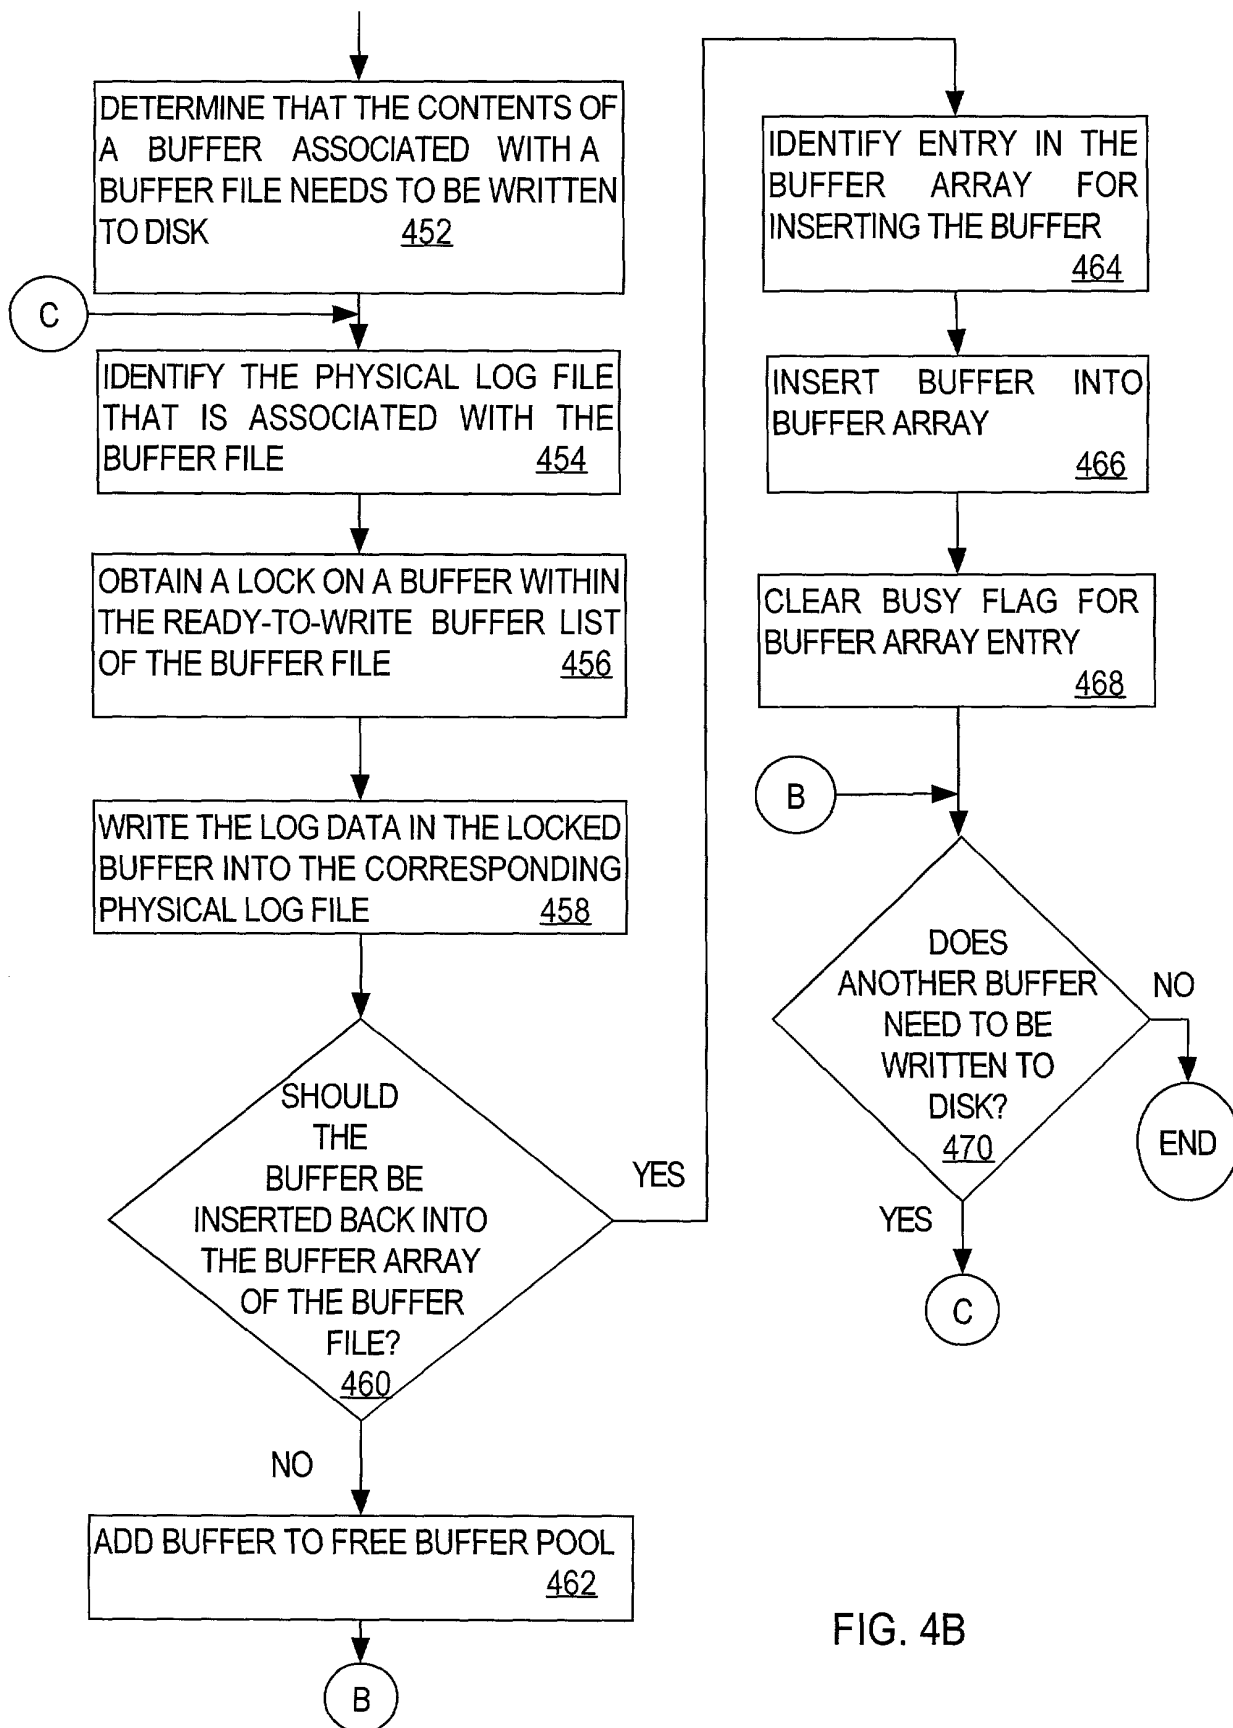 DETERMINE THAT THE CONTENTS OF
A BUFFER ASSOCIATED WITH A
BUFFER FILE NEEDS TO BE WRITTEN
TO DISK 452
C
IDENTIFY THE PHYSICAL LOG FILE
THAT IS ASSOCIATED WITH THE
BUFFER FILE 454
OBTAIN A LOCK ON A BUFFER WITHIN
THE READY-TO-WRITE BUFFER LIST
OF THE BUFFER FILE 456
WRITE THE LOG DATA IN THE LOCKED
BUFFER INTO THE CORRESPONDING
PHYSICAL LOG FILE 458
SHOULD
THE
BUFFER BE
INSERTED BACK INTO
THE BUFFER ARRAY
OF THE BUFFER
FILE?
460
YES
NO
ADD BUFFER TO FREE BUFFER POOL
462
B
IDENTIFY ENTRY IN THE
BUFFER ARRAY FOR
INSERTING THE BUFFER
464
INSERT BUFFER INTO
BUFFER ARRAY
466
CLEAR BUSY FLAG FOR
BUFFER ARRAY ENTRY
468
B
DOES
ANOTHER BUFFER
NEED TO BE
WRITTEN TO
DISK?
470
NO
END
YES
C
FIG. 4B